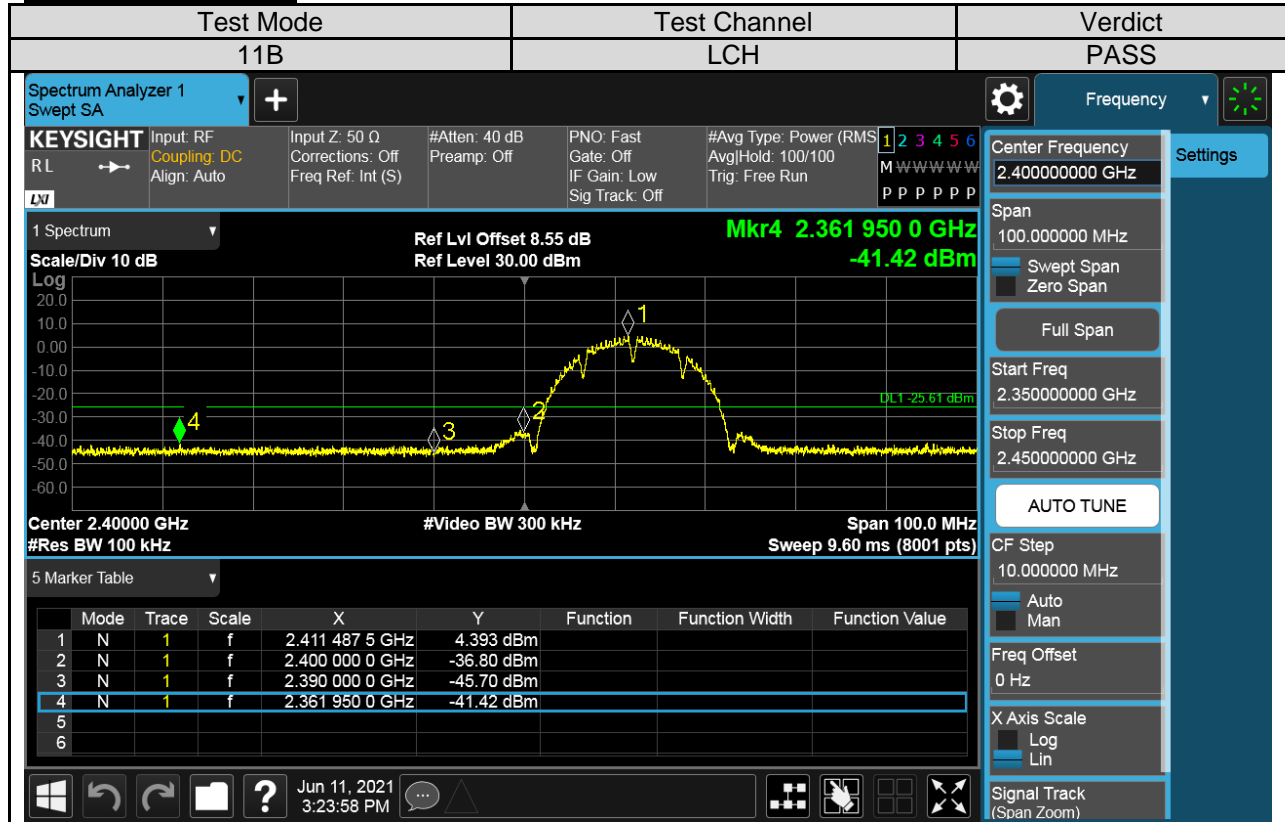 Test Mode Test Channel Verdict
11B LCH PASS
Spectrum Analyzer 1
Swept SA
+
Frequency
KEYSIGHT
RL
LXI
Input: RF
Coupling: DC
Align: Auto
Input Z: 50 Ω
Corrections: Off
Freq Ref: Int (S)
#Atten: 40 dB
Preamp: Off
PNO: Fast
Gate: Off
IF Gain: Low
Sig Track: Off
#Avg Type: Power (RMS
Avg|Hold: 100/100
Trig: Free Run
1 2 3 4 5 6
M W W W W W
P P P P P P
1 Spectrum
Scale/Div 10 dB
Ref Lvl Offset 8.55 dB
Ref Level 30.00 dBm
Mkr4 2.361 950 0 GHz
-41.42 dBm
Log
20.0
10.0
0.00
-10.0
-20.0
-30.0
-40.0
-50.0
-60.0
1
2
3
4
DL1 -25.61 dBm
Center 2.40000 GHz
#Res BW 100 kHz
#Video BW 300 kHz
Span 100.0 MHz
Sweep 9.60 ms (8001 pts)
5 Marker Table
Mode Trace Scale X Y Function Function Width Function Value
1 N 1 f 2.411 487 5 GHz 4.393 dBm
2 N 1 f 2.400 000 0 GHz -36.80 dBm
3 N 1 f 2.390 000 0 GHz -45.70 dBm
4 N 1 f 2.361 950 0 GHz -41.42 dBm
5
6
?
Jun 11, 2021
3:23:58 PM
Center Frequency
2.400000000 GHz
Settings
Span
100.000000 MHz
Swept Span
Zero Span
Full Span
Start Freq
2.350000000 GHz
Stop Freq
2.450000000 GHz
AUTO TUNE
CF Step
10.000000 MHz
Auto
Man
Freq Offset
0 Hz
X Axis Scale
Log
Lin
Signal Track
(Span Zoom)